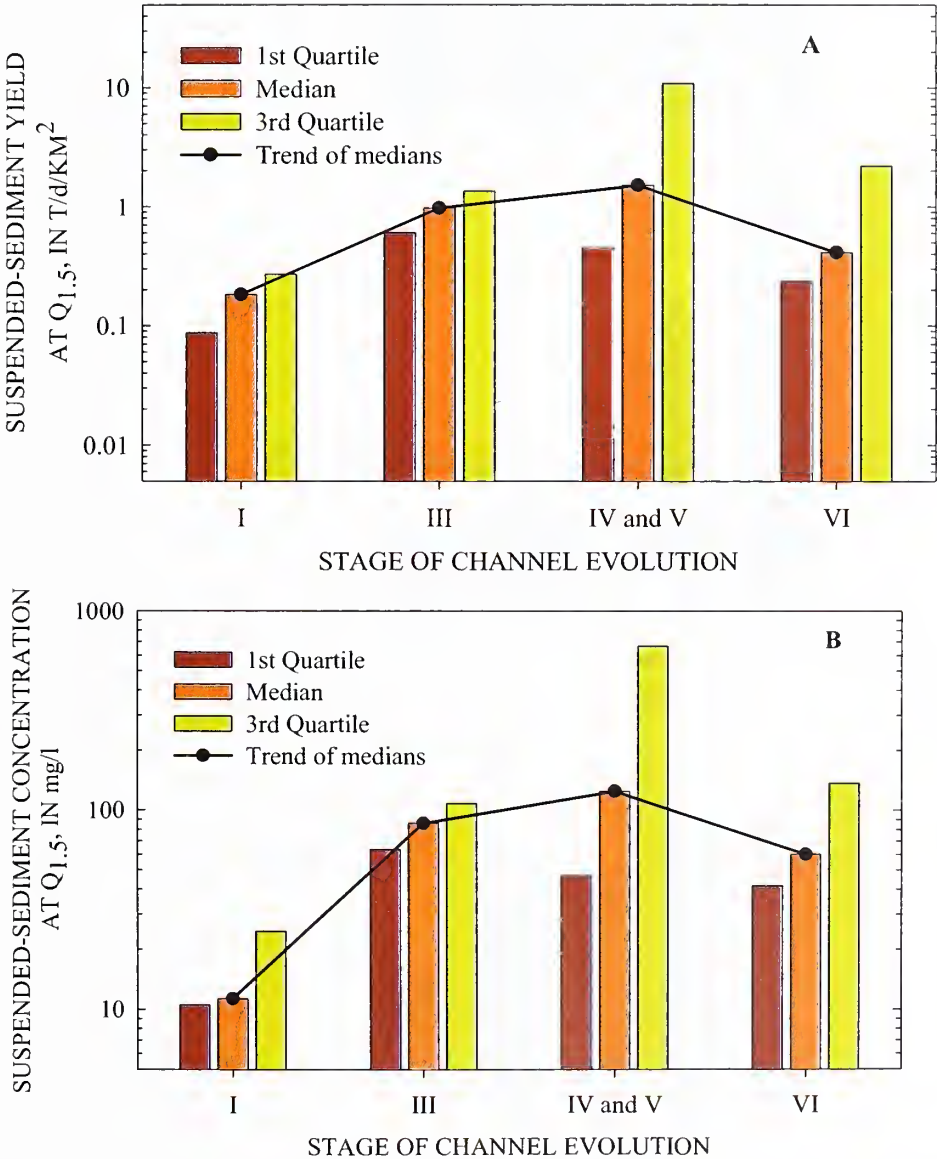 SUSPENDED-SEDIMENT YIELD
AT Q1.5, IN T/d/KM2
A
1st Quartile
Median
3rd Quartile
Trend of medians
10
1
0.1
0.01
I
III
IV and V
VI
STAGE OF CHANNEL EVOLUTION
SUSPENDED-SEDIMENT CONCENTRATION
AT Q1.5, IN mg/l
B
1st Quartile
Median
3rd Quartile
Trend of medians
1000
100
10
I
III
IV and V
VI
STAGE OF CHANNEL EVOLUTION